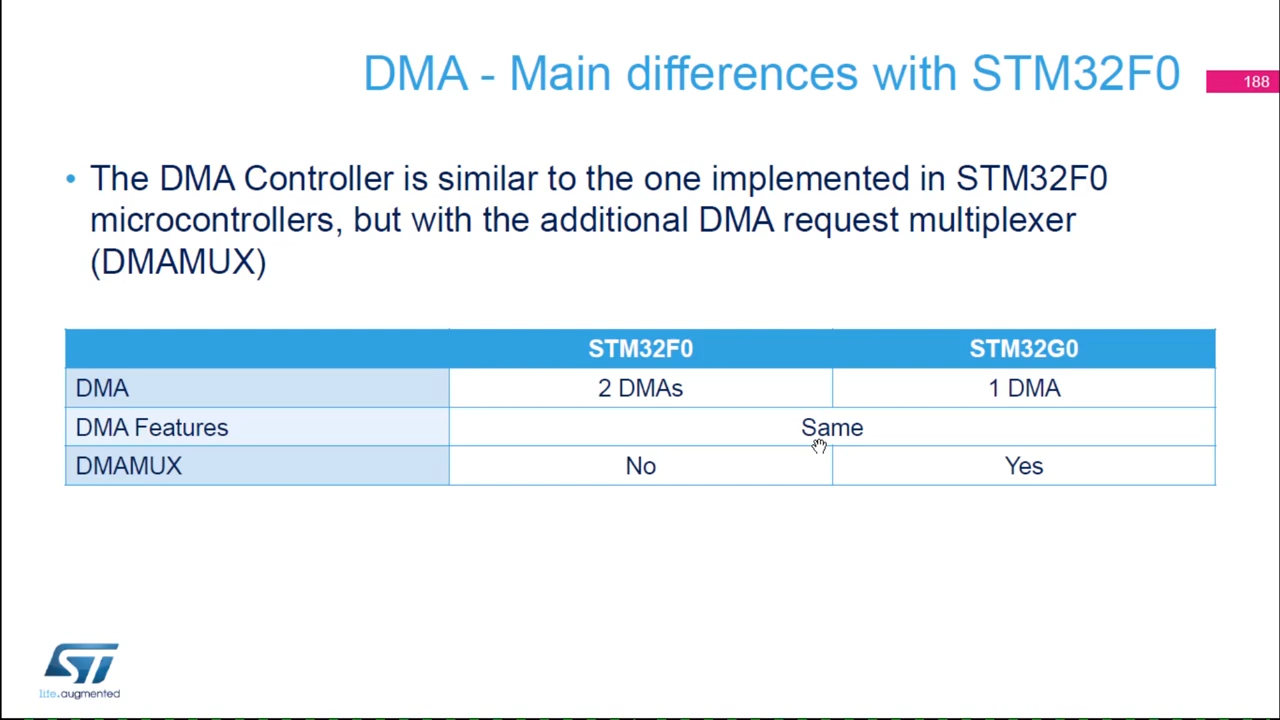 DMA - Main differences with STM32F0
188
• The DMA Controller is similar to the one implemented in STM32F0
microcontrollers, but with the additional DMA request multiplexer
(DMAMUX)
STM32F0 STM32G0
DMA 2 DMAs 1 DMA
DMA Features Same
DMAMUX No Yes
ST
life.augmented